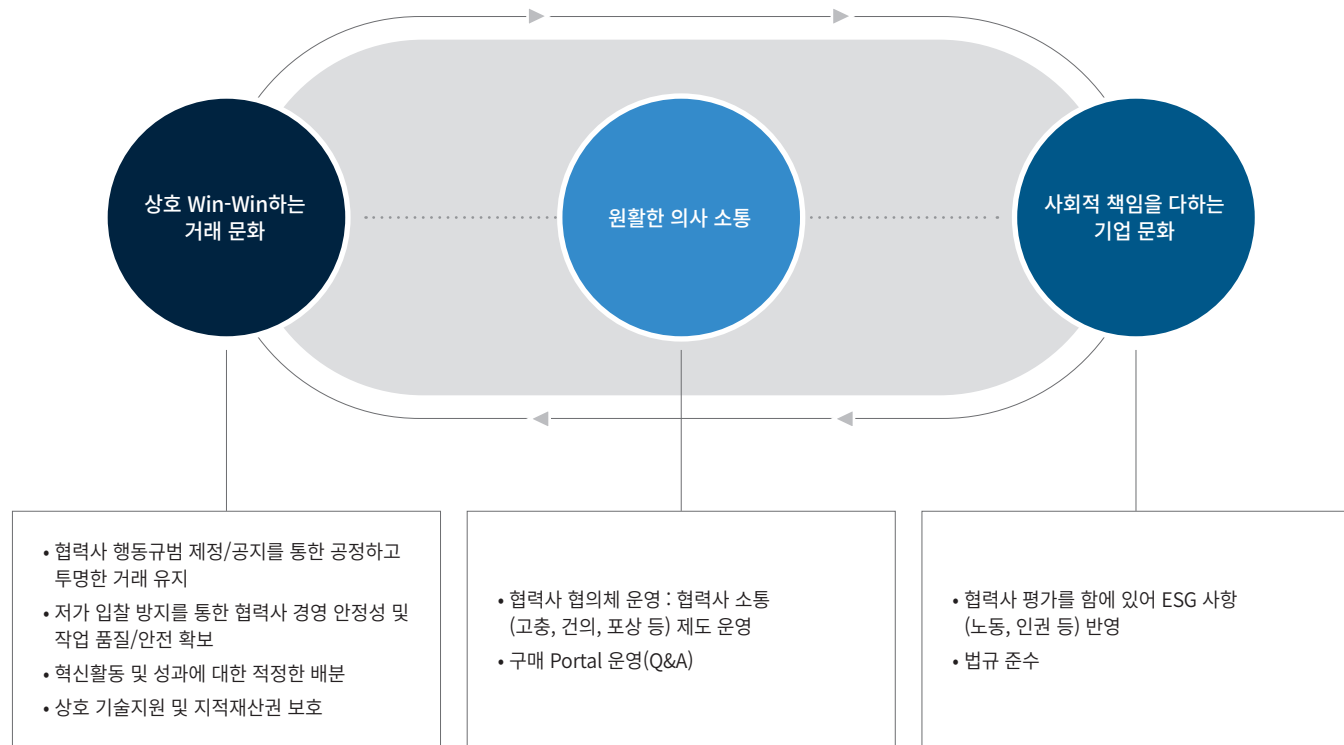 상호 Win-Win하는
거래 문화
원활한 의사 소통
사회적 책임을 다하는
기업 문화
• 협력사 행동규범 제정/공지를 통한 공정하고
투명한 거래 유지
• 저가 입찰 방지를 통한 협력사 경영 안정성 및
작업 품질/안전 확보
• 혁신활동 및 성과에 대한 적정한 배분
• 상호 기술지원 및 지적재산권 보호
• 협력사 협의체 운영 : 협력사 소통
(고충, 건의, 포상 등) 제도 운영
• 구매 Portal 운영(Q&A)
• 협력사 평가를 함에 있어 ESG 사항
(노동, 인권 등) 반영
• 법규 준수